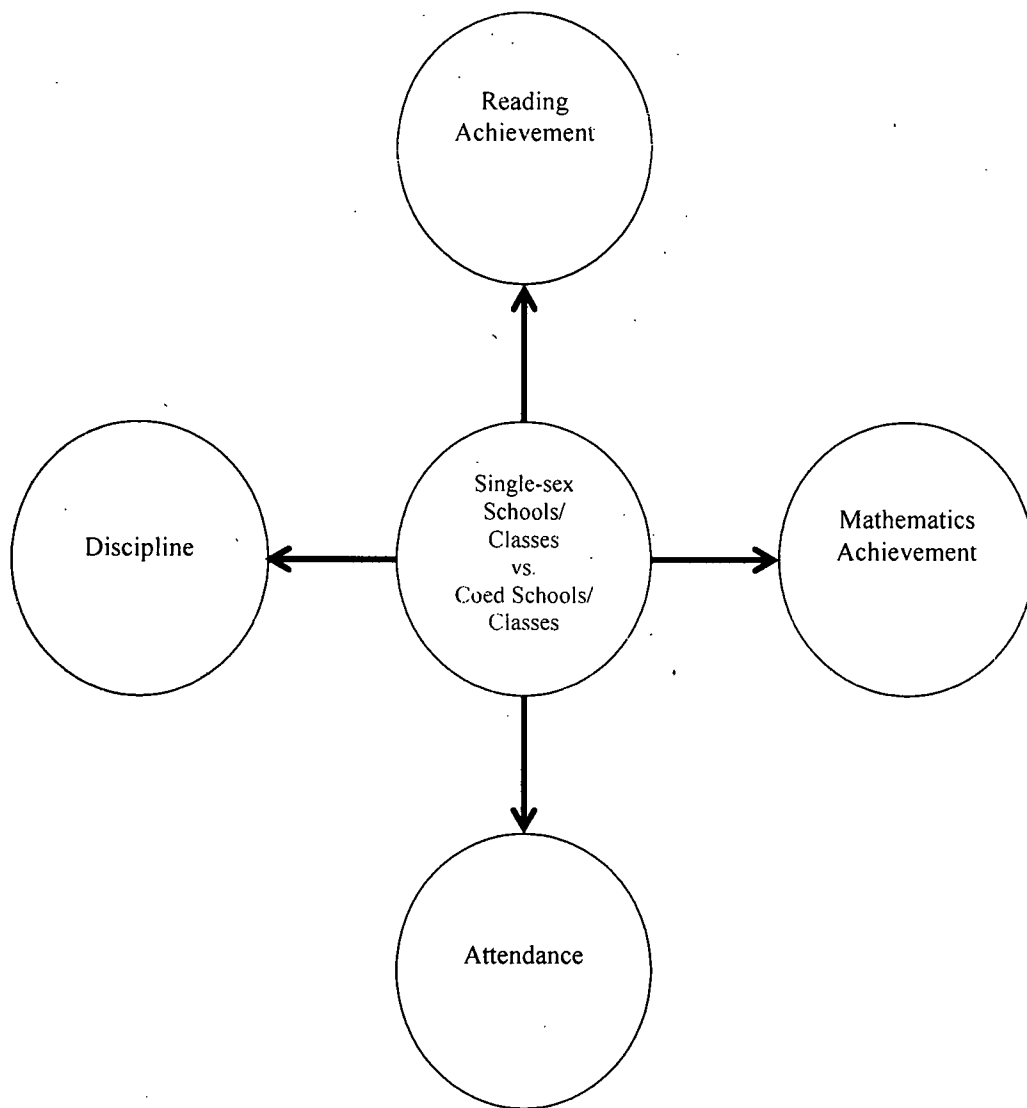 Reading
Achievement
Single-sex
Schools/
Classes
vs.
Coed Schools/
Classes
Discipline
Mathematics
Achievement
Attendance